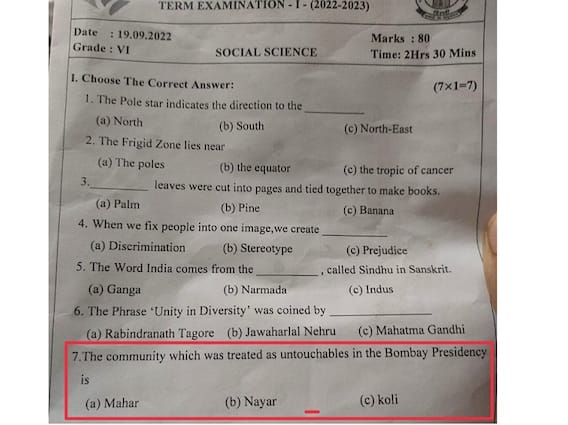 TERM EXAMINATION - I - (2022-2023)
Date : 19.09.2022 Marks : 80
Grade : VI SOCIAL SCIENCE Time: 2Hrs 30 Mins
I. Choose The Correct Answer: (7×1=7)
1. The Pole star indicates the direction to the __________
(a) North (b) South (c) North-East
2. The Frigid Zone lies near
(a) The poles (b) the equator (c) the tropic of cancer
3.__________ leaves were cut into pages and tied together to make books.
(a) Palm (b) Pine (c) Banana
4. When we fix people into one image,we create __________
(a) Discrimination (b) Stereotype (c) Prejudice
5. The Word India comes from the __________ , called Sindhu in Sanskrit.
(a) Ganga (b) Narmada (c) Indus
6. The Phrase ‘Unity in Diversity’ was coined by __________
(a) Rabindranath Tagore (b) Jawaharlal Nehru (c) Mahatma Gandhi
7.The community which was treated as untouchables in the Bombay Presidency
is
(a) Mahar (b) Nayar (c) koli